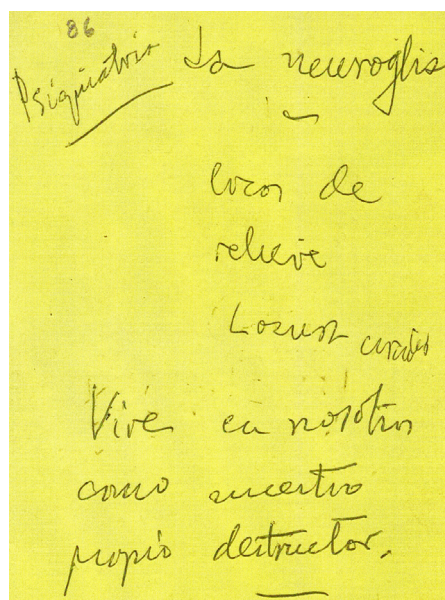 86
Psiquiatria
La neuroglia
locos de
relieve
Vive en nosotros
como nuestro
propio destructor.